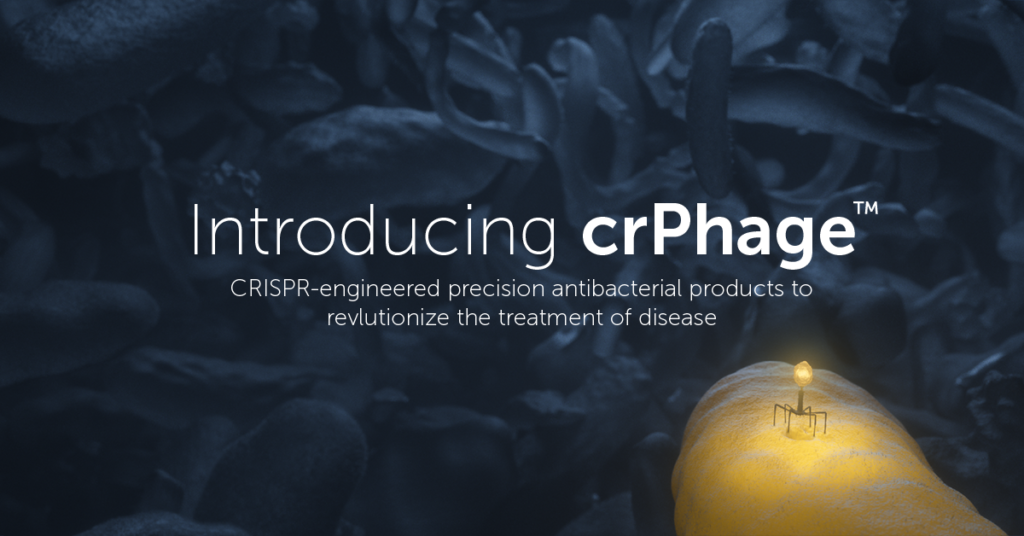 Introducing crPhage™
CRISPR-engineered precision antibacterial products to
revlutionize the treatment of disease